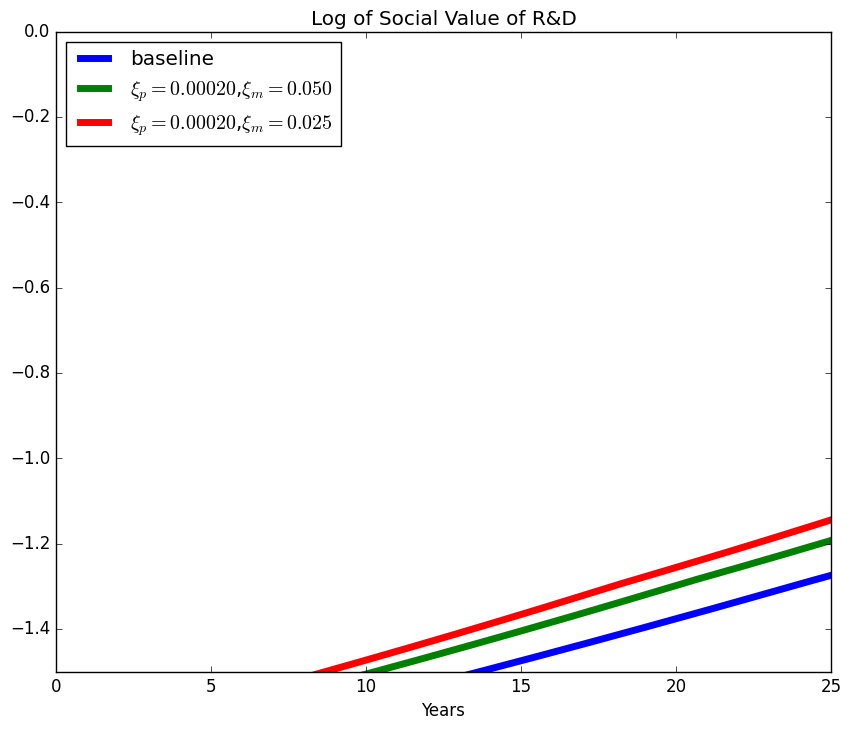 Log of Social Value of R&D
baseline
ξp = 0.00020,ξm = 0.050
ξp = 0.00020,ξm = 0.025
0.0
−0.2
−0.4
−0.6
−0.8
−1.0
−1.2
−1.4
0 5 10 15 20 25
Years